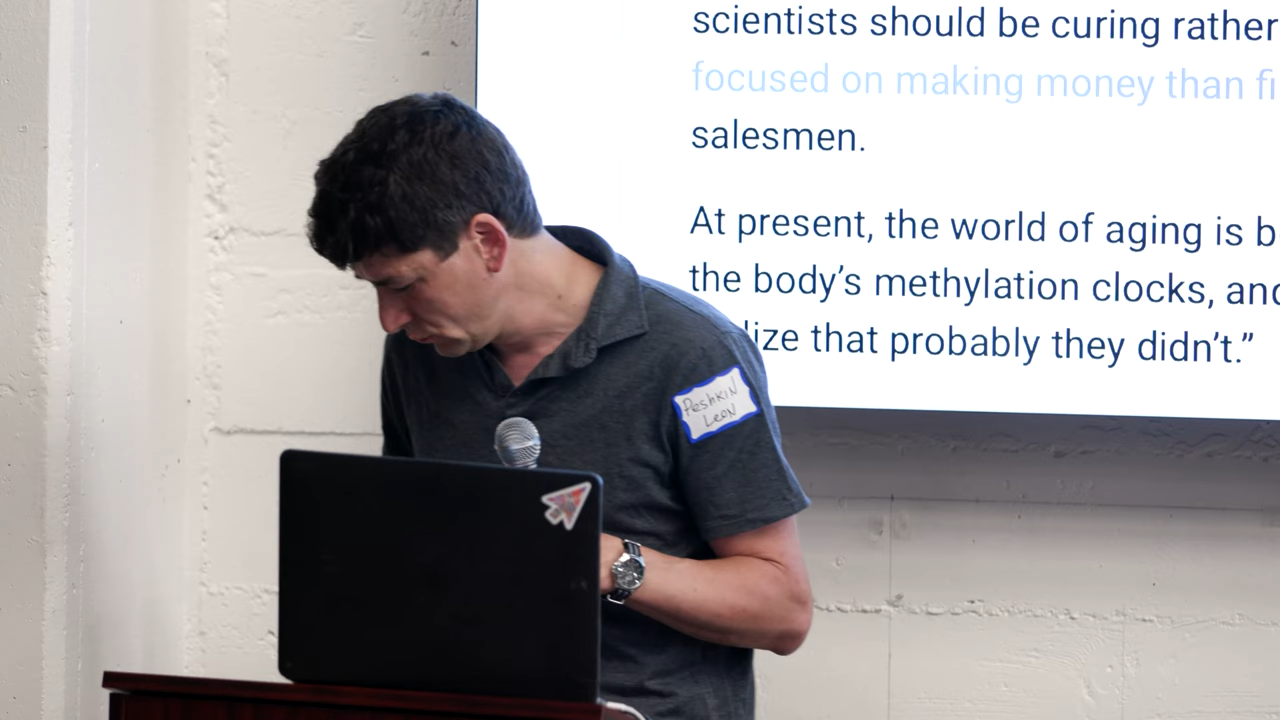 scientists should be curing rather
focused on making money than fi
salesmen.
At present, the world of aging is b
the body's methylation clocks, and
lize that probably they didn't.”
PeshkiN
LeoN